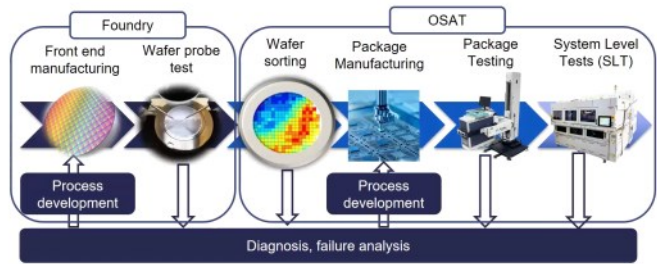 Foundry
OSAT
Front end
manufacturing
Wafer probe
test
Wafer
sorting
Package
Manufacturing
Package
Testing
System Level
Tests (SLT)
Process
development
Process
development
Diagnosis, failure analysis